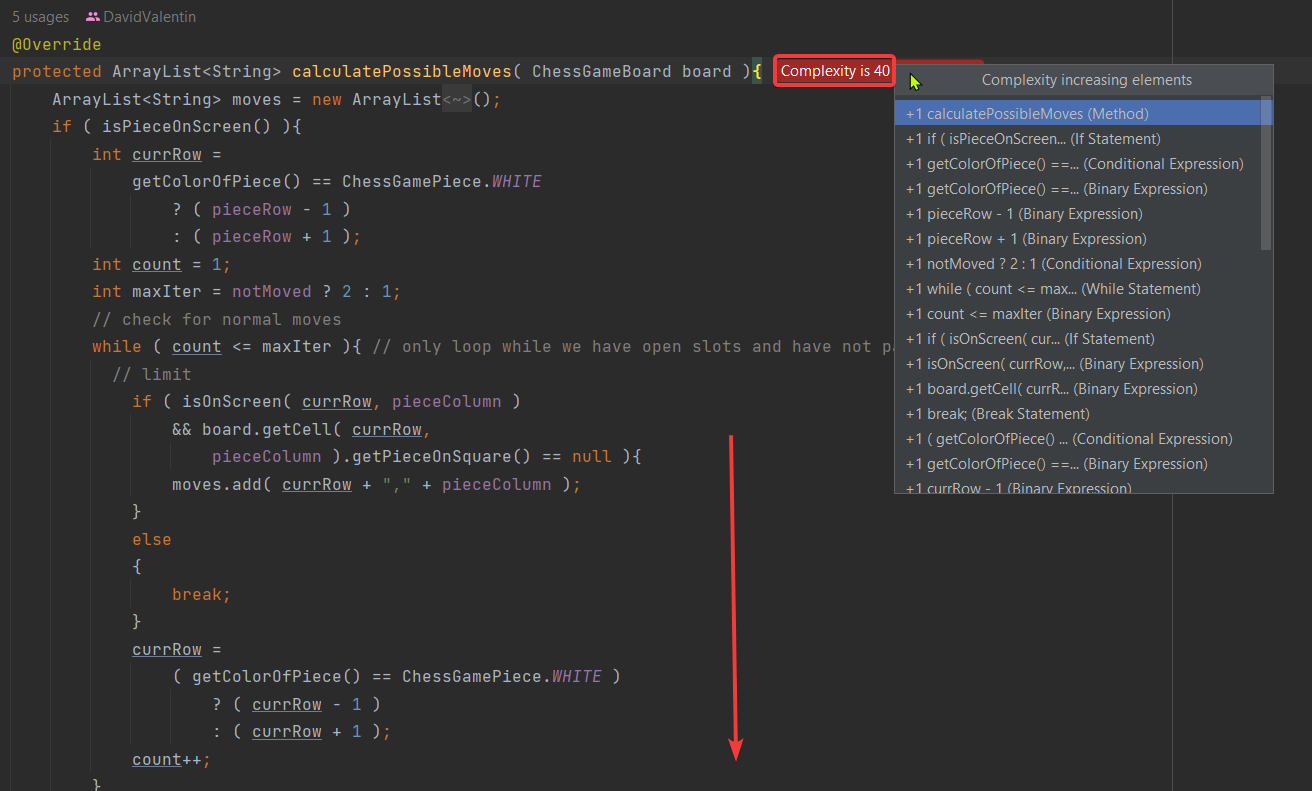 5 usages DavidValentin
@Override
protected ArrayList<String> calculatePossibleMoves( ChessGameBoard board ){ Complexity is 40
ArrayList<String> moves = new ArrayList<~>();
if ( isPieceOnScreen() ){
int currRow =
getColorOfPiece() == ChessGamePiece.WHITE
? ( pieceRow - 1 )
: ( pieceRow + 1 );
int count = 1;
int maxIter = notMoved ? 2 : 1;
// check for normal moves
while ( count <= maxIter ){ // only loop while we have open slots and have not p
// limit
if ( isOnScreen( currRow, pieceColumn )
&& board.getCell( currRow,
pieceColumn ).getPieceOnSquare() == null ){
moves.add( currRow + "," + pieceColumn );
}
else
{
break;
}
currRow =
( getColorOfPiece() == ChessGamePiece.WHITE )
? ( currRow - 1 )
: ( currRow + 1 );
count++;
}
Complexity increasing elements
+1 calculatePossibleMoves (Method)
+1 if ( isPieceOnScreen... (If Statement)
+1 getColorOfPiece() ==... (Conditional Expression)
+1 getColorOfPiece() ==... (Binary Expression)
+1 pieceRow - 1 (Binary Expression)
+1 pieceRow + 1 (Binary Expression)
+1 notMoved ? 2 : 1 (Conditional Expression)
+1 while ( count <= max... (While Statement)
+1 count <= maxIter (Binary Expression)
+1 if ( isOnScreen( cur... (If Statement)
+1 isOnScreen( currRow,... (Binary Expression)
+1 board.getCell( currR... (Binary Expression)
+1 break; (Break Statement)
+1 ( getColorOfPiece() ... (Conditional Expression)
+1 getColorOfPiece() ==... (Binary Expression)
+1 currRow - 1 (Binary Expression)